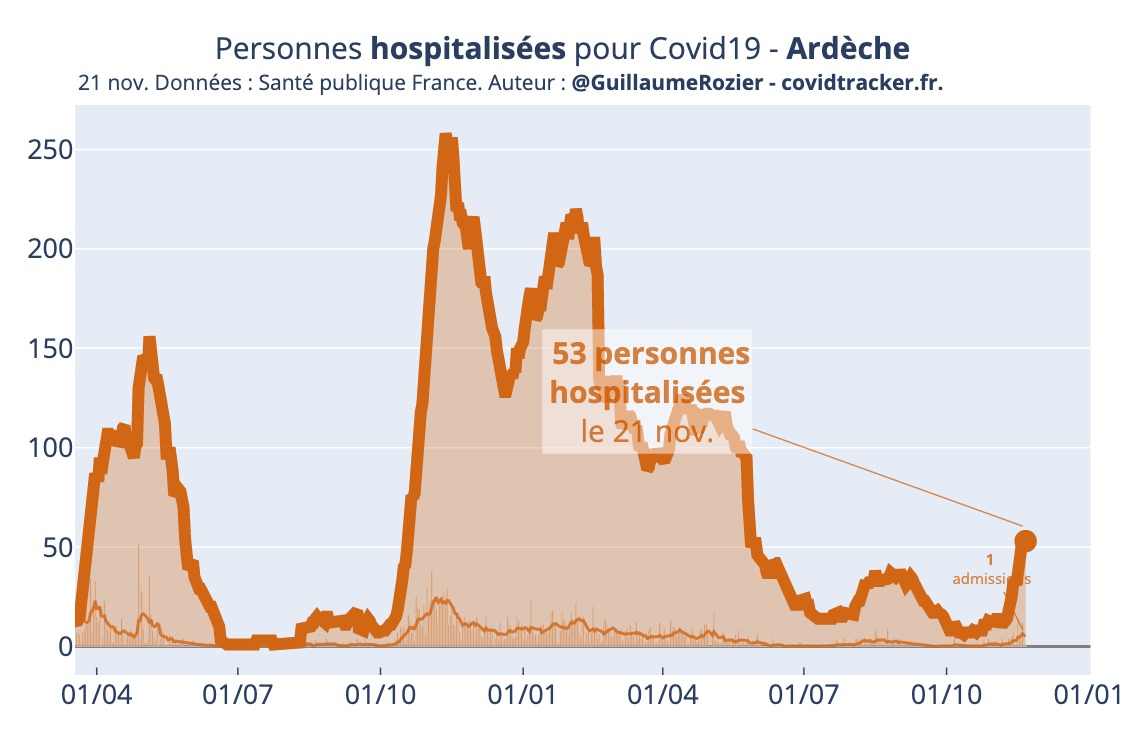 Personnes hospitalisées pour Covid19 - Ardèche
21 nov. Données : Santé publique France. Auteur : @GuillaumeRozier - covidtracker.fr.
250
200
150
100
50
0
53 personnes
hospitalisées
le 21 nov.
1
admissions
01/04
01/07
01/10
01/01
01/04
01/07
01/10
01/01